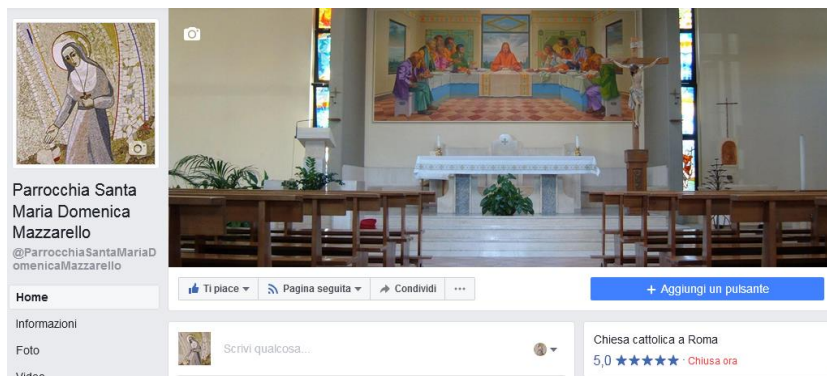 Parrocchia Santa
Maria Domenica
Mazzarello
@ParrocchiaSantaMariaD
omenicaMazzarello
Home
Informazioni
Foto
Video
Ti piace
Pagina seguita
Condividi
+ Aggiungi un pulsante
Scrivi qualcosa...
Chiesa cattolica a Roma
5,0 ★★★★★ · Chiusa ora